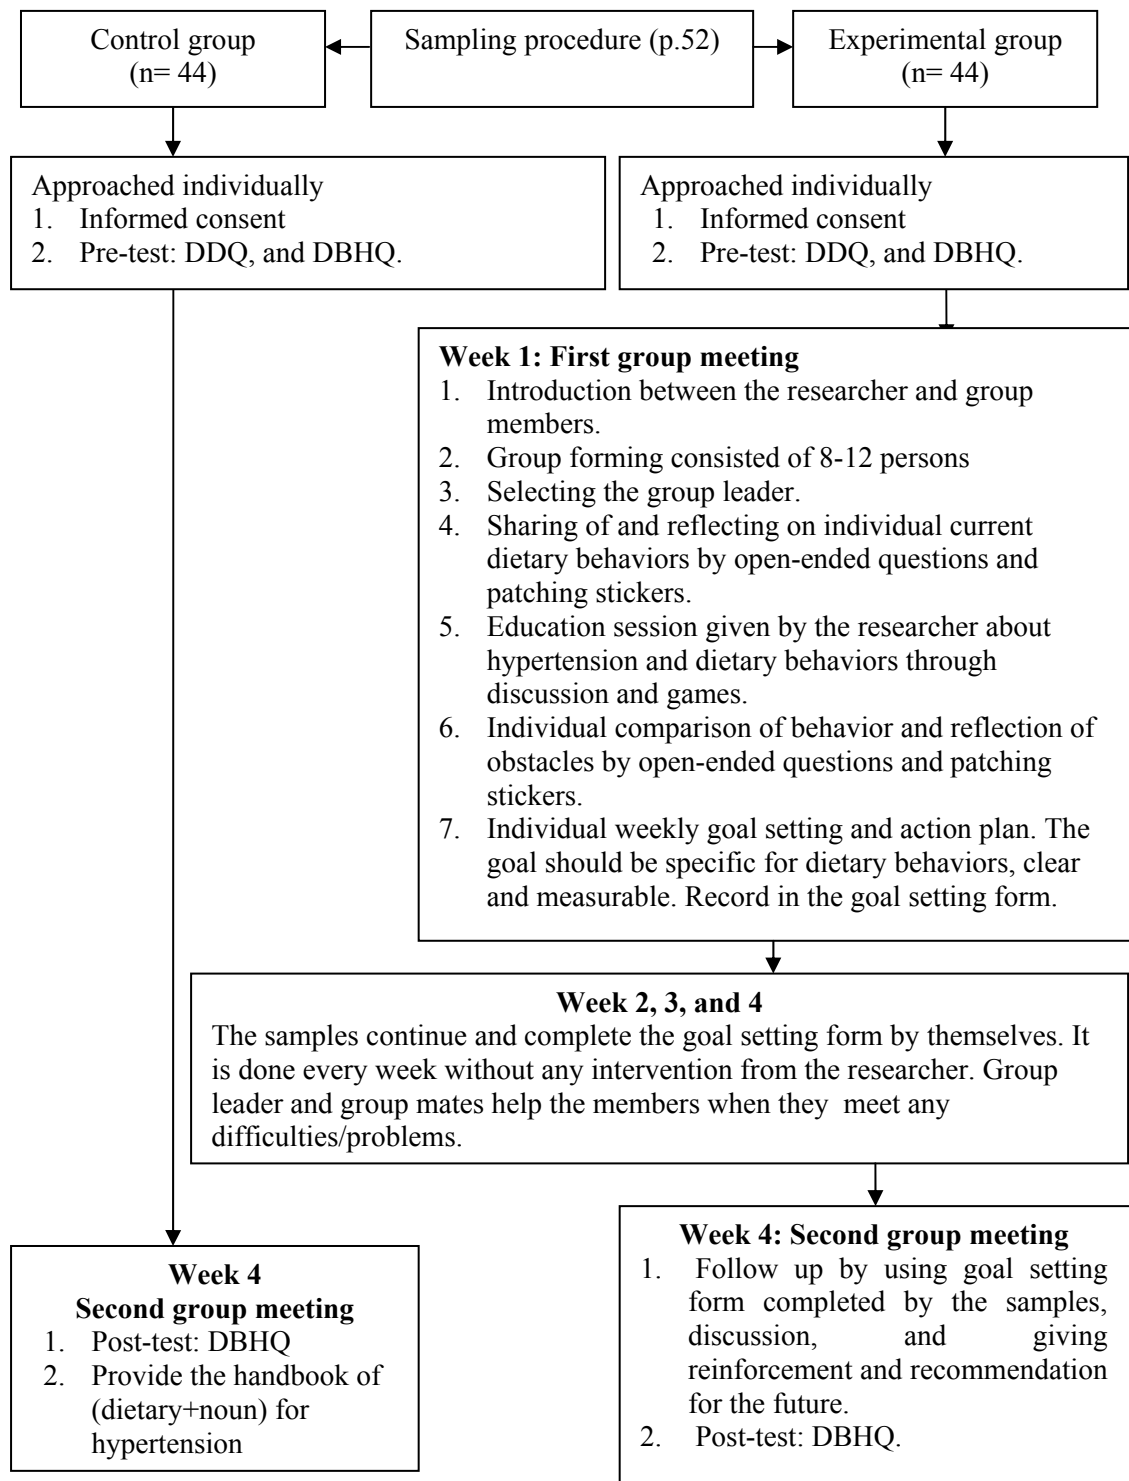 Control group
(n= 44)
Sampling procedure (p.52)
Experimental group
(n= 44)
Approached individually
1. Informed consent
2. Pre-test: DDQ, and DBHQ.
Approached individually
1. Informed consent
2. Pre-test: DDQ, and DBHQ.
Week 1: First group meeting
1. Introduction between the researcher and group
members.
2. Group forming consisted of 8-12 persons
3. Selecting the group leader.
4. Sharing of and reflecting on individual current
dietary behaviors by open-ended questions and
patching stickers.
5. Education session given by the researcher about
hypertension and dietary behaviors through
discussion and games.
6. Individual comparison of behavior and reflection of
obstacles by open-ended questions and patching
stickers.
7. Individual weekly goal setting and action plan. The
goal should be specific for dietary behaviors, clear
and measurable. Record in the goal setting form.
Week 2, 3, and 4
The samples continue and complete the goal setting form by themselves. It
is done every week without any intervention from the researcher. Group
leader and group mates help the members when they meet any
difficulties/problems.
Week 4
Second group meeting
1. Post-test: DBHQ
2. Provide the handbook of
(dietary+noun) for
hypertension
Week 4: Second group meeting
1. Follow up by using goal setting
form completed by the samples,
discussion, and giving
reinforcement and recommendation
for the future.
2. Post-test: DBHQ.